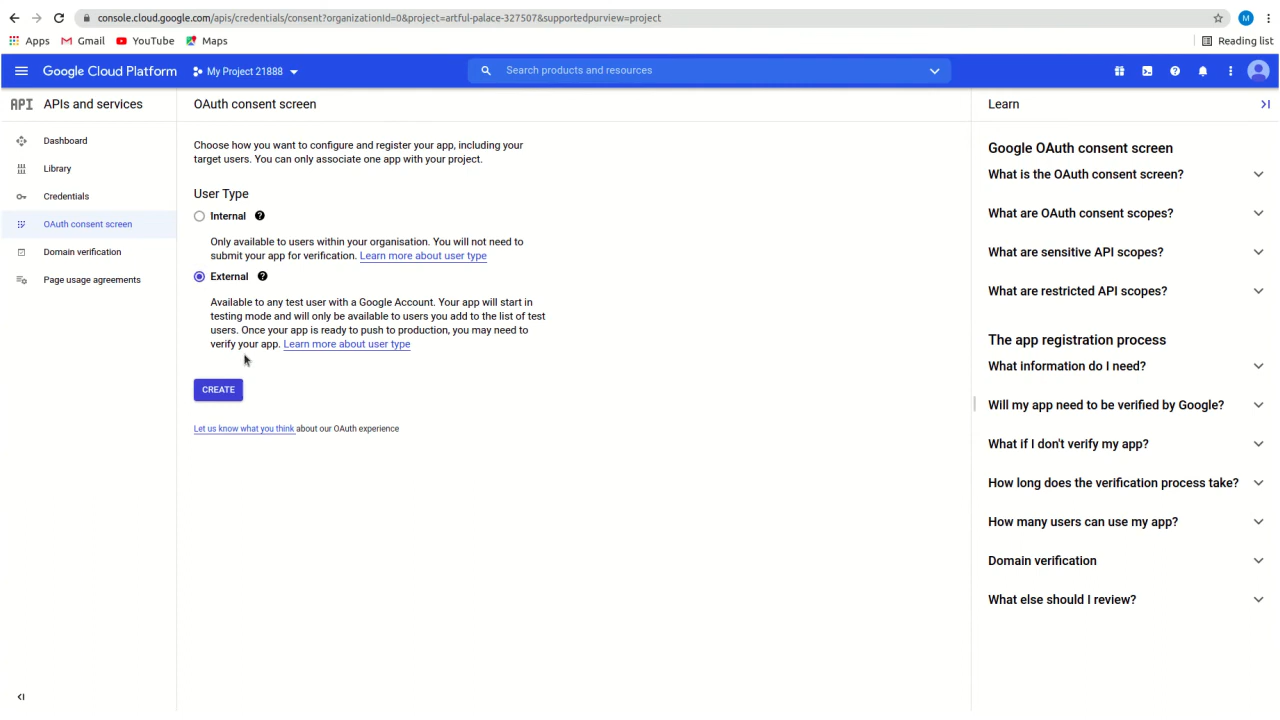 console.cloud.google.com/apis/credentials/consent?organizationId=0&project=artful-palace-327507&supportedpurview=project
M
Apps Gmail YouTube Maps Reading list
Google Cloud Platform My Project 21888 Search products and resources
API APIs and services
Dashboard
Library
Credentials
OAuth consent screen
Domain verification
Page usage agreements
OAuth consent screen
Choose how you want to configure and register your app, including your
target users. You can only associate one app with your project.
User Type
Internal
Only available to users within your organisation. You will not need to
submit your app for verification. Learn more about user type
External
Available to any test user with a Google Account. Your app will start in
testing mode and will only be available to users you add to the list of test
users. Once your app is ready to push to production, you may need to
verify your app. Learn more about user type
CREATE
Let us know what you think about our OAuth experience
Learn
Google OAuth consent screen
What is the OAuth consent screen?
What are OAuth consent scopes?
What are sensitive API scopes?
What are restricted API scopes?
The app registration process
What information do I need?
Will my app need to be verified by Google?
What if I don't verify my app?
How long does the verification process take?
How many users can use my app?
Domain verification
What else should I review?